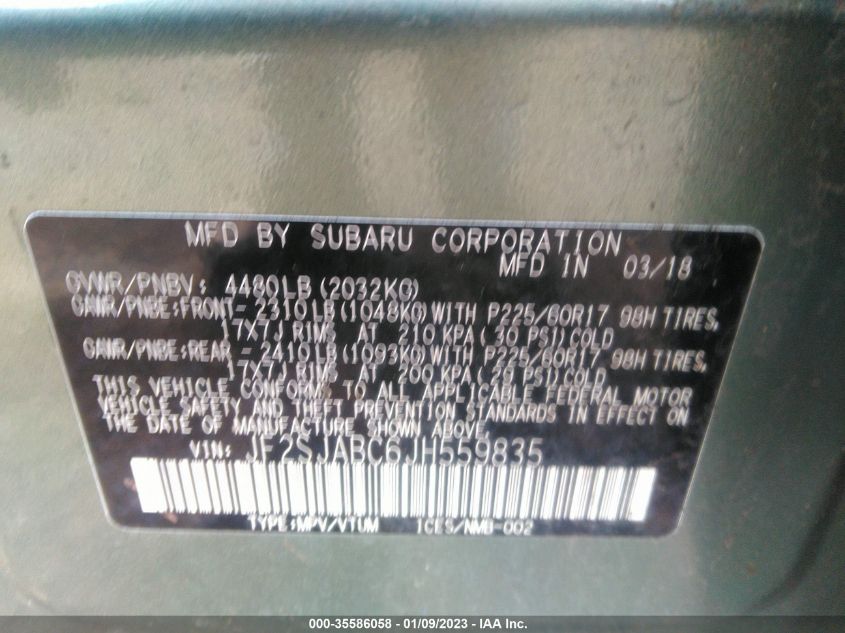 MFD BY SUBARU CORPORATION
MFD IN 03/18
GVWR/PNBV: 4480LB (2032KG)
GAWR/PNBE:FRONT- 2310LB(1048KG)WITH P225/60R17 98H TIRES,
17X7J RIMS AT 210 KPA( 30 PSI)COLD
GAWR/PNBE:REAR - 2410LB(1093KG)WITH P225/60R17 98H TIRES,
17X7J RIMS AT 200 KPA( 29 PSI)COLD
THIS VEHICLE CONFORMS TO ALL APPLICABLE FEDERAL MOTOR
VEHICLE SAFETY AND THEFT PREVENTION STANDARDS IN EFFECT ON
THE DATE OF MANUFACTURE SHOWN ABOVE.
VIN: JF2SJABC6JH559835
TYPE:MPV/VTUM ICES/NMB-002
000-35586058 - 01/09/2023 - IAA Inc.